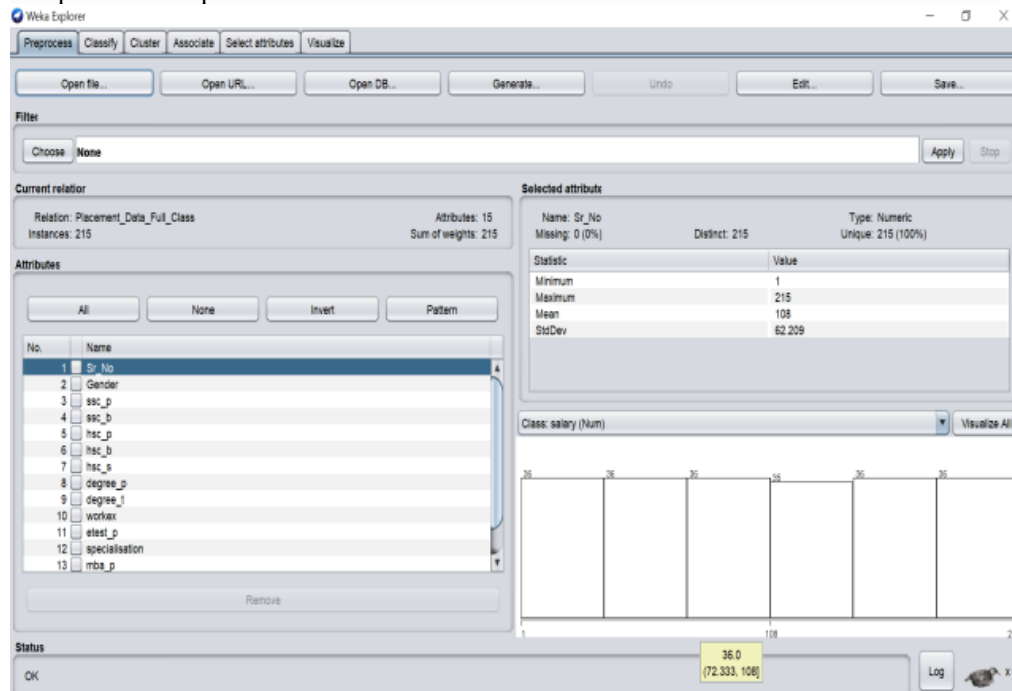 Weka Explorer
Preprocess Classify Cluster Associate Select attributes Visualize
Open file... Open URL... Open DB... Generate... Undo Edit... Save...
Filter
Choose None Apply Stop
Current relation
Relation: Placement_Data_Full_Class Attributes: 15
Instances: 215 Sum of weights: 215
Selected attribute
Name: Sr_No Type: Numeric
Missing: 0 (0%) Distinct: 215 Unique: 215 (100%)
Statistic Value
Minimum 1
Maximum 215
Mean 108
StdDev 62.209
Attributes
All None Invert Pattern
No. Name
1 Sr_No
2 Gender
3 ssc_p
4 ssc_b
5 hsc_p
6 hsc_b
7 hsc_s
8 degree_p
9 degree_t
10 workex
11 etest_p
12 specialisation
13 mba_p
Remove
Class: salary (Num) Visualize All
36 36 36 35 36 36
1 108 2
36.0
(72.333, 108]
Status
OK
Log x